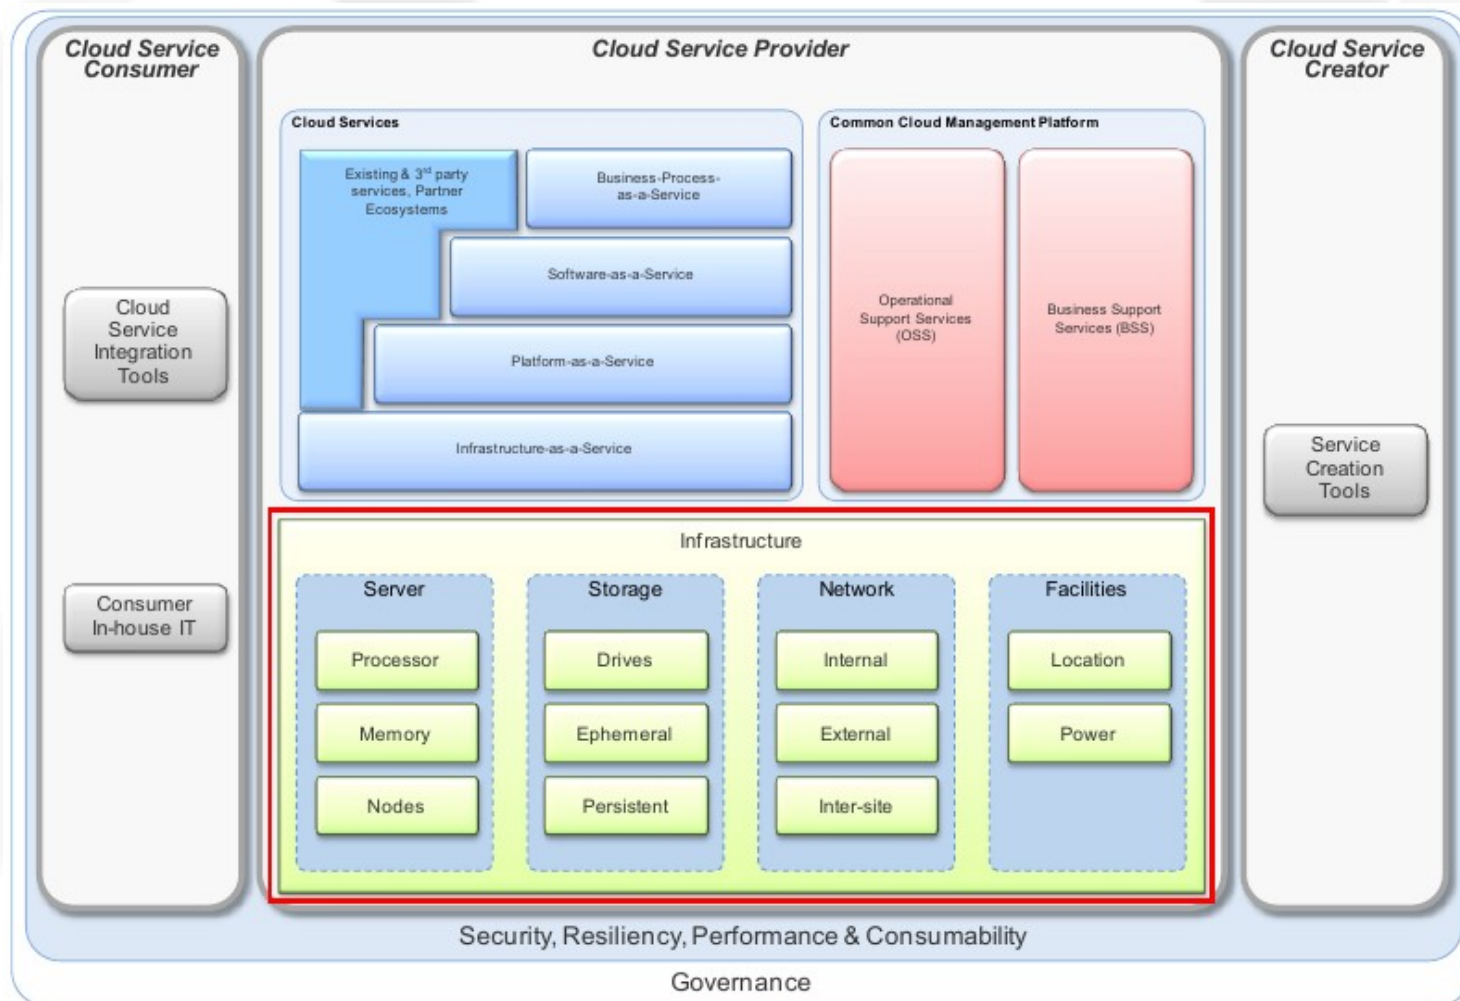 Cloud Service
Consumer
Cloud Service
Integration
Tools
Consumer
In-house IT
Cloud Service Provider
Cloud Services
Existing & 3rd party
services, Partner
Ecosystems
Business-Process-
as-a-Service
Software-as-a-Service
Platform-as-a-Service
Infrastructure-as-a-Service
Common Cloud Management Platform
Operational
Support Services
(OSS)
Business Support
Services (BSS)
Infrastructure
Server
Processor
Memory
Nodes
Storage
Drives
Ephemeral
Persistent
Network
Internal
External
Inter-site
Facilities
Location
Power
Cloud Service
Creator
Service
Creation
Tools
Security, Resiliency, Performance & Consumability
Governance